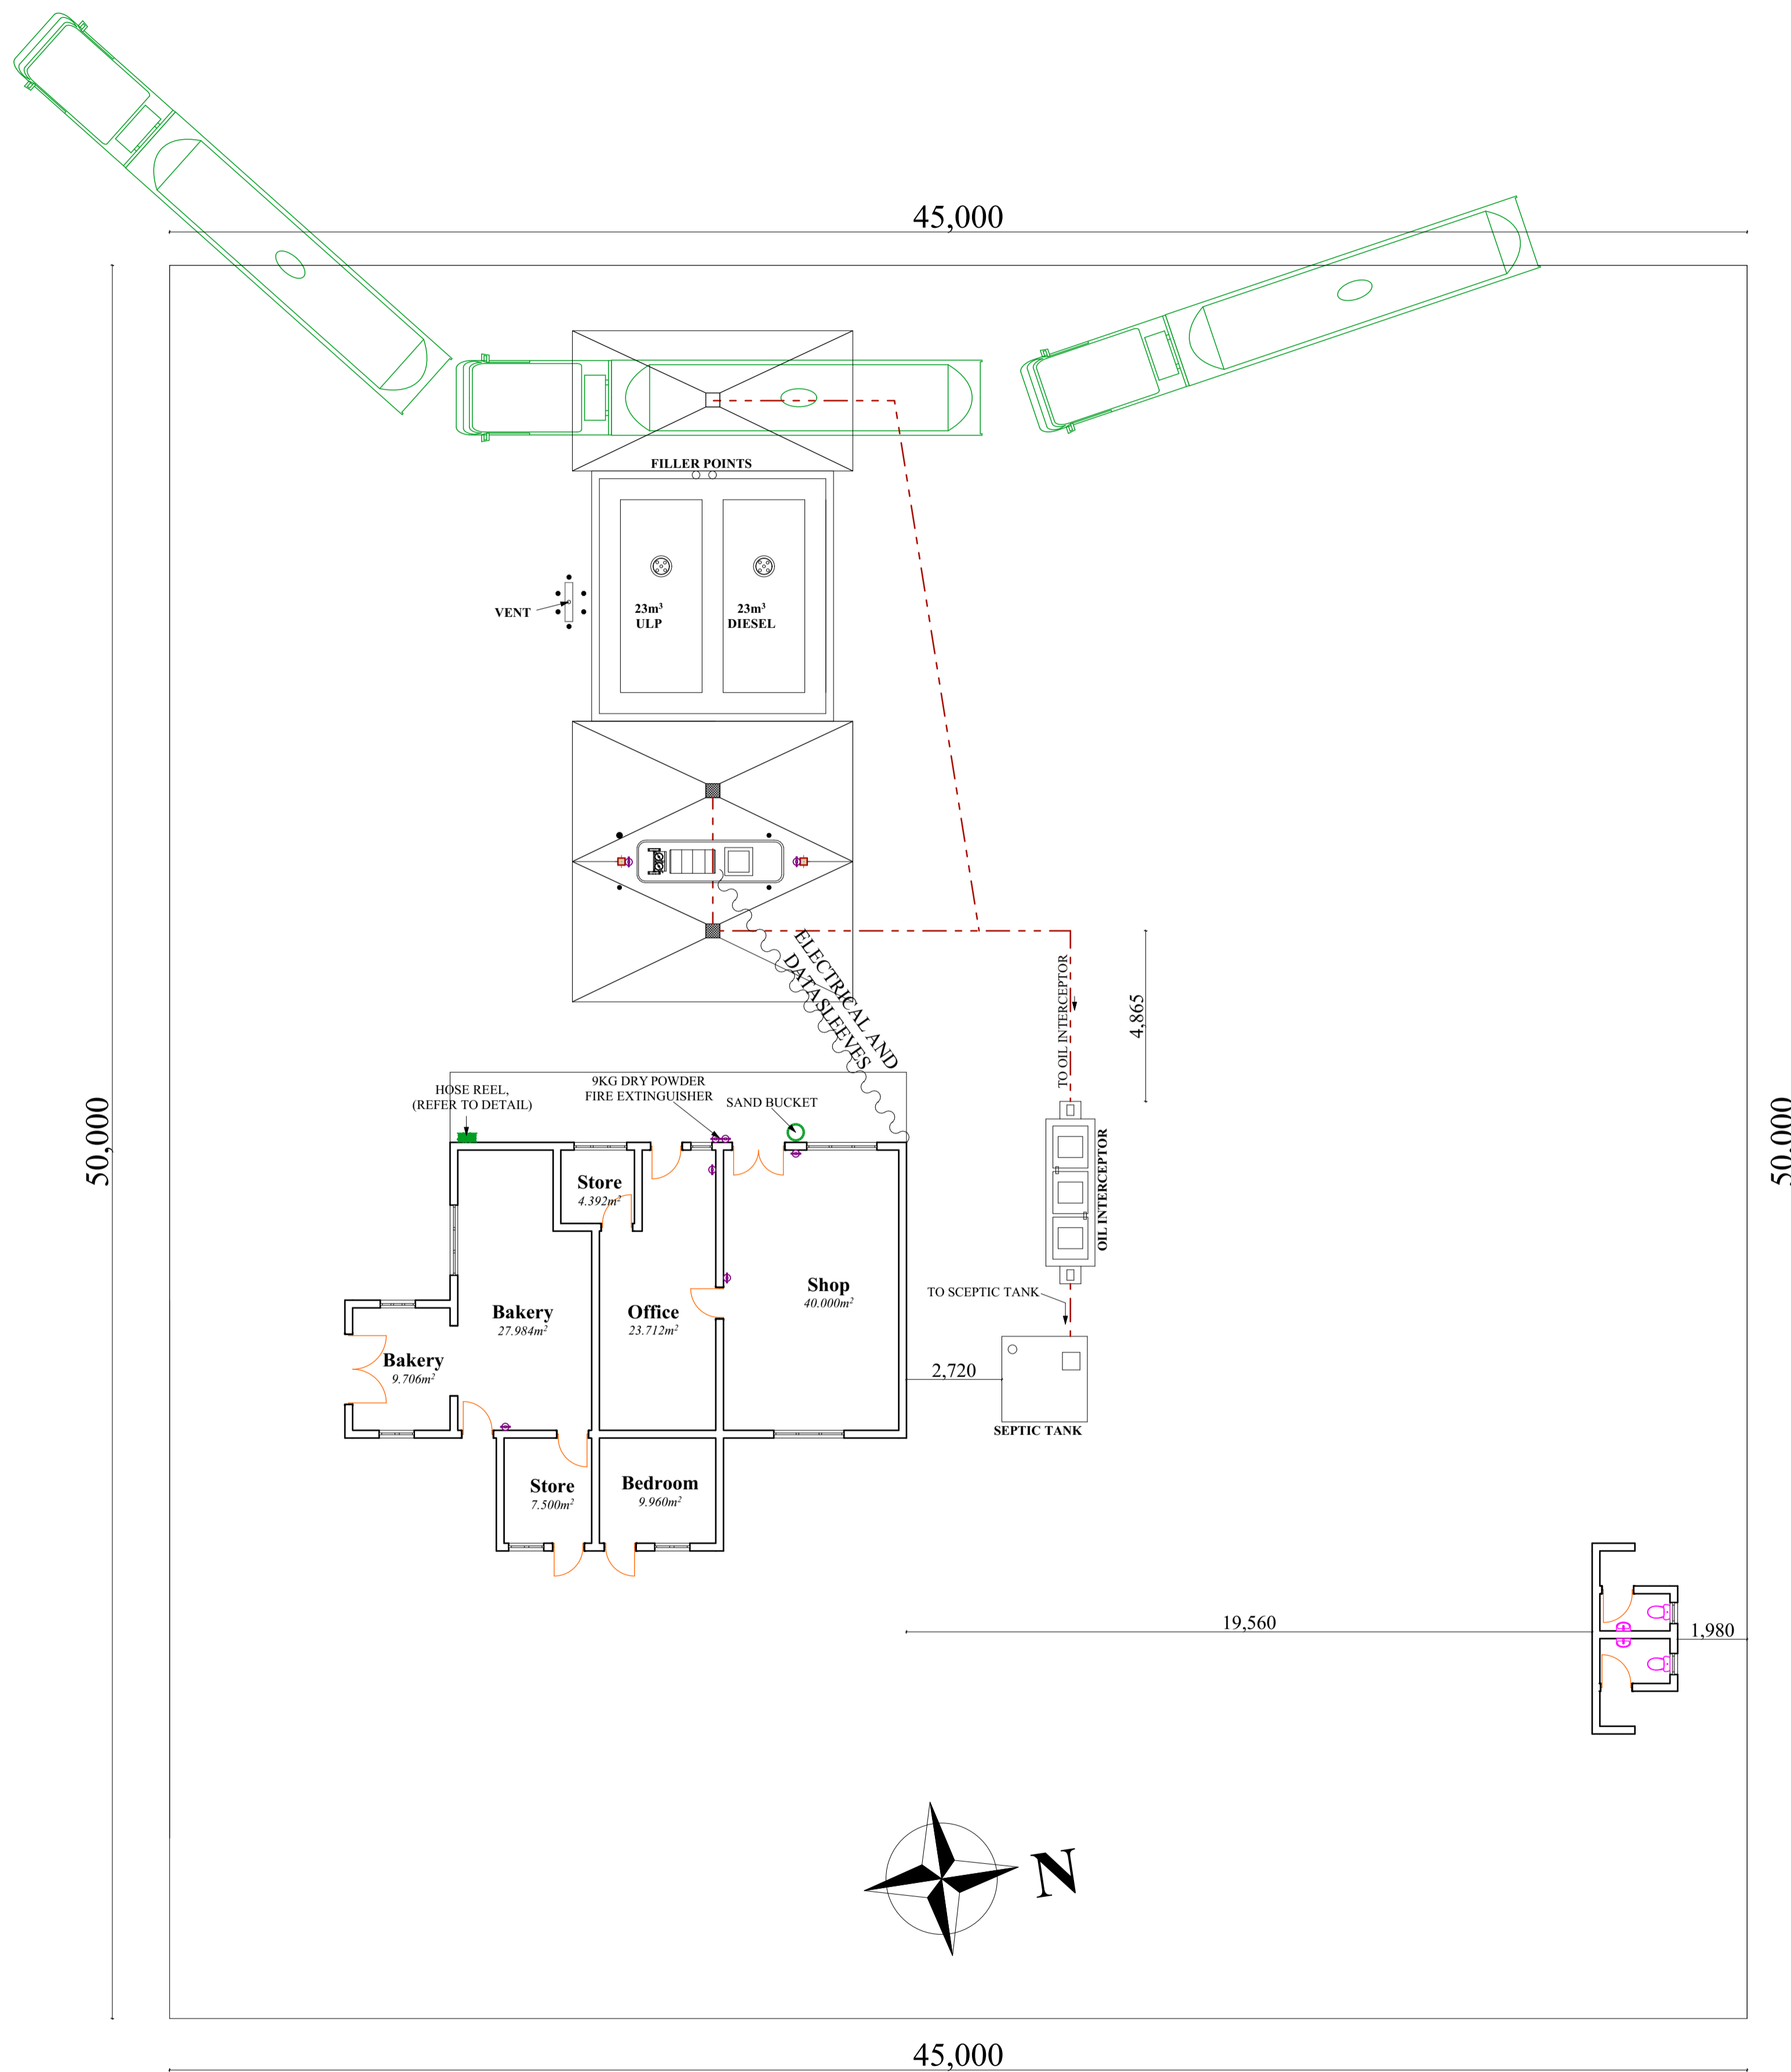 45,000
FILLER POINTS
VENT
23m³
ULP
23m³
DIESEL
ELECTRICAL AND
DATASLEEVES
TO OIL INTERCEPTOR
4,865
50,000
50,000
HOSE REEL,
(REFER TO DETAIL)
9KG DRY POWDER
FIRE EXTINGUISHER
SAND BUCKET
OIL INTERCEPTOR
Store
4.392m²
Bakery
27.984m²
Office
23.712m²
Shop
40.000m²
TO SCEPTIC TANK
Bakery
9.706m²
2,720
SEPTIC TANK
Store
7.500m²
Bedroom
9.960m²
19,560
1,980
N
45,000